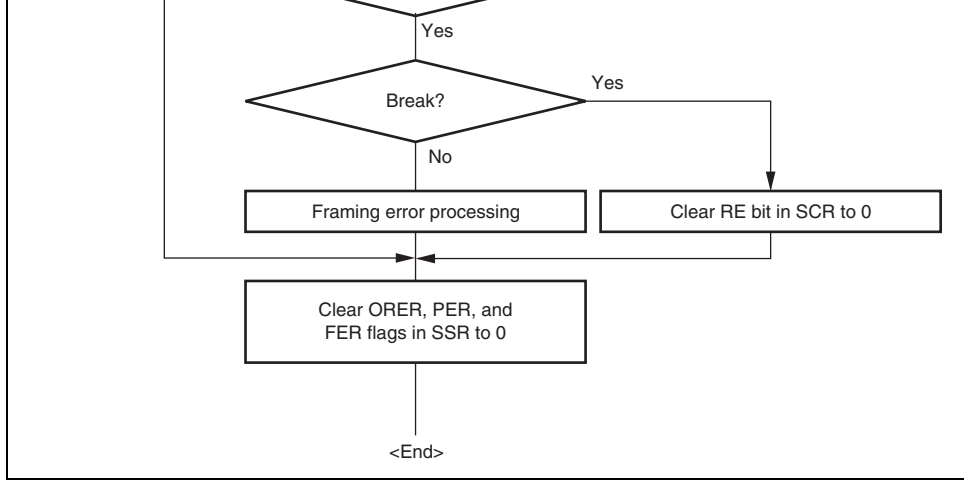 Yes
Break?
Yes
No
Framing error processing
Clear RE bit in SCR to 0
Clear ORER, PER, and
FER flags in SSR to 0
<End>